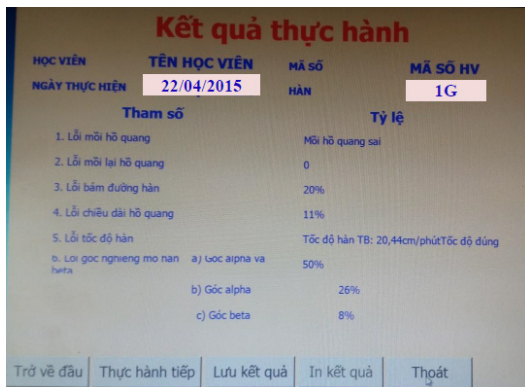 Kết quả thực hành
HỌC VIÊN TÊN HỌC VIÊN MÃ SỐ MÃ SỐ HV
NGÀY THỰC HIỆN 22/04/2015 HÀN 1G
Tham số Tỷ lệ
1. Lỗi mồi hồ quang Mồi hồ quang sai
2. Lỗi mồi lại hồ quang 0
3. Lỗi bám đường hàn 20%
4. Lỗi chiều dài hồ quang 11%
5. Lỗi tốc độ hàn Tốc độ hàn TB: 20,44cm/phútTốc độ đúng
6. Lỗi góc nghiêng mỏ hàn a) Góc alpha và 50%
beta
b) Góc alpha 26%
c) Góc beta 8%
Trở về đầu Thực hành tiếp Lưu kết quả In kết quả Thoát